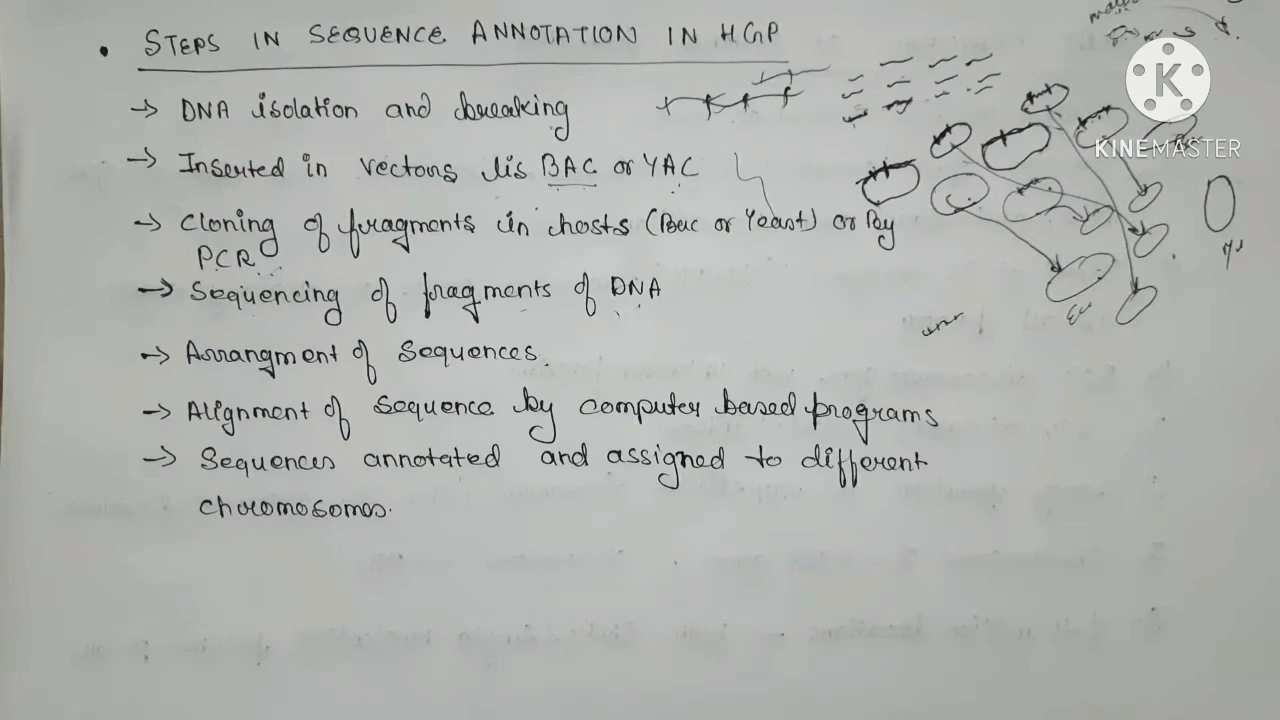 • STEPS IN SEQUENCE ANNOTATION IN HGP
→ DNA isolation and breaking
→ Inserted in vectors BAC or YAC
→ Cloning of fragments in hosts (Bac or Yeast) or By
PCR
→ Sequencing of fragments of DNA
→ Arrangment of sequences.
→ Alignment of sequence by computer based programs
→ Sequences annotated and assigned to different
chromosomes.
K
KINEMASTER